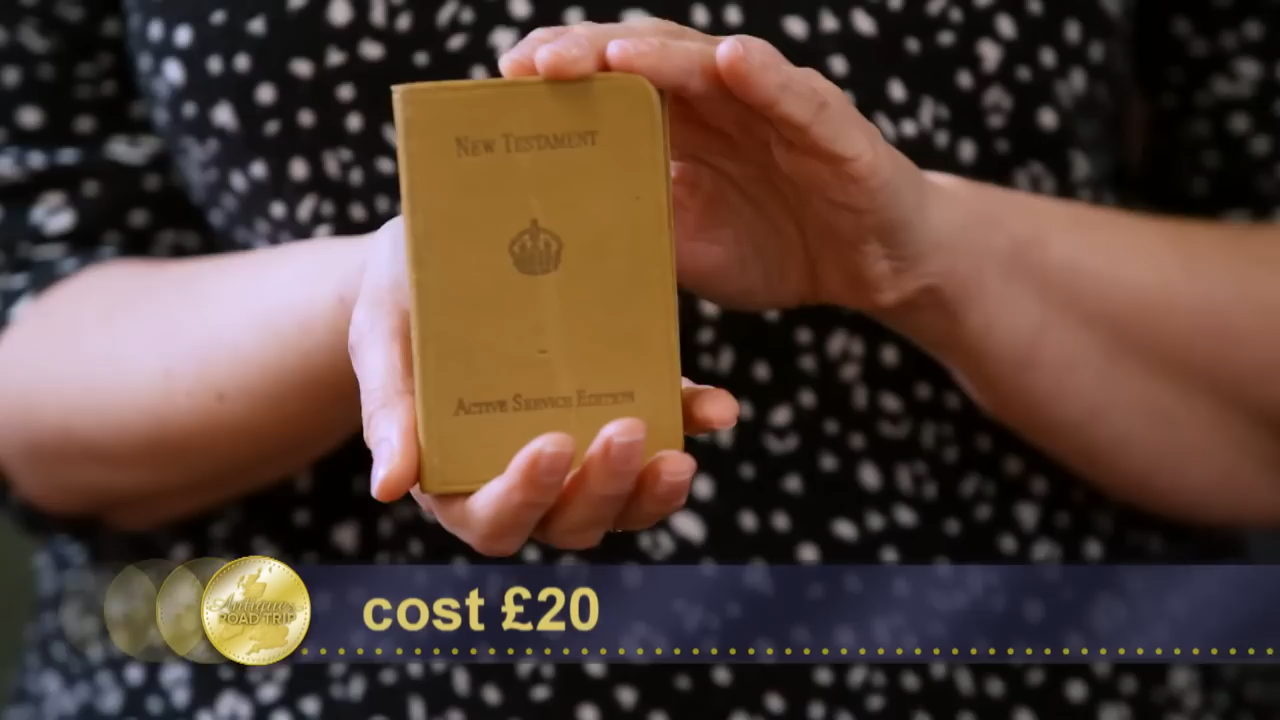 New Testament
Active Service Edition
Antiques
ROAD TRIP
cost £20